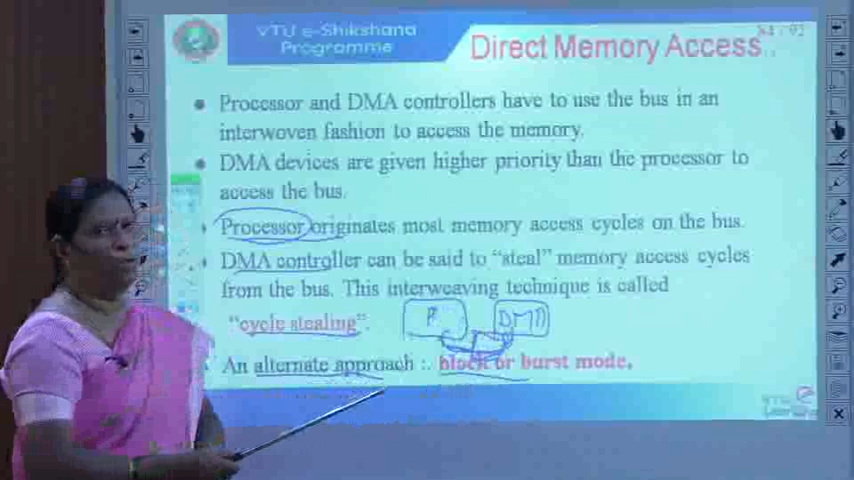 VTU e-Shikshana
Programme
Direct Memory Access
Processor and DMA controllers have to use the bus in an
interwoven fashion to access the memory.
DMA devices are given higher priority than the processor to
access the bus.
Processor originates most memory access cycles on the bus.
DMA controller can be said to “steal” memory access cycles
from the bus. This interweaving technique is called
“cycle stealing”.
P DMA
An alternate approach : block or burst mode.